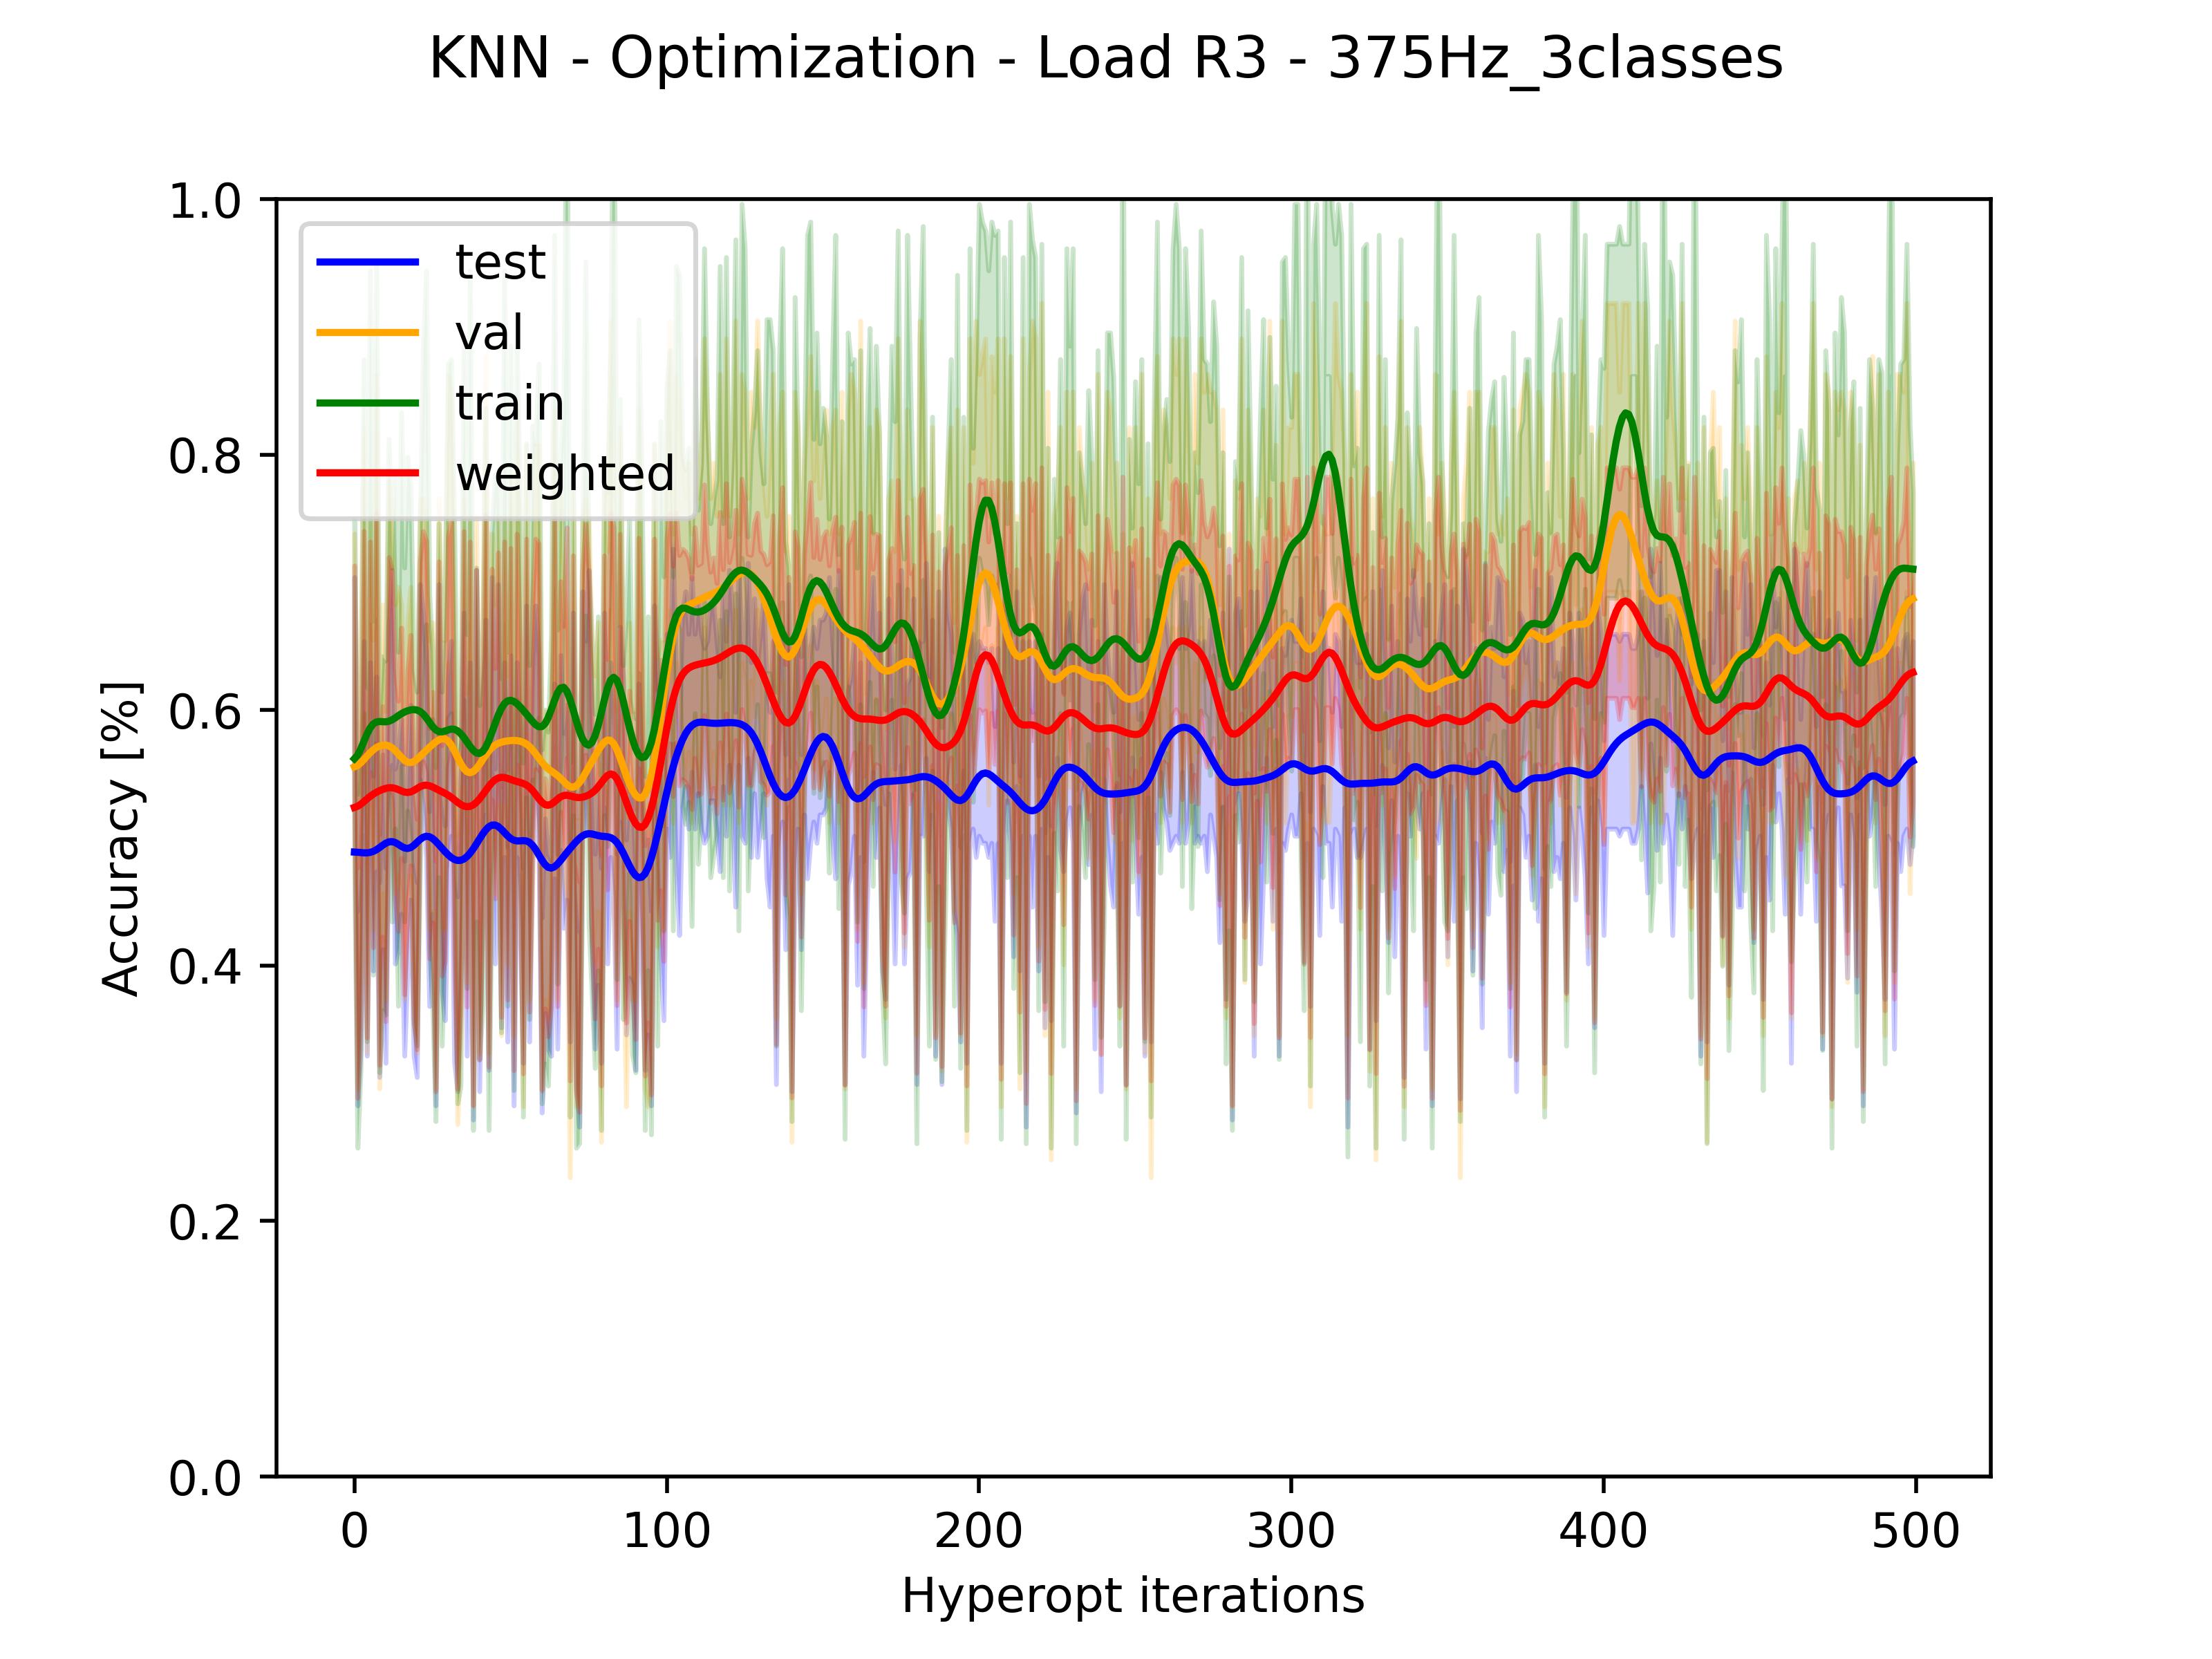 KNN - Optimization - Load R3 - 375Hz_3classes
1.0
test
val
train
weighted
0.8
0.6
0.4
0.2
0.0
Accuracy [%]
0 100 200 300 400 500
Hyperopt iterations